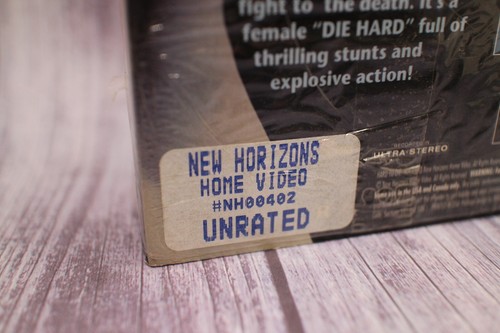 fight to the death. It's a
female "DIE HARD" full of
thrilling stunts and
explosive action!
ULTRA-STEREO
NEW HORIZONS
HOME VIDEO
#NH00402
UNRATED